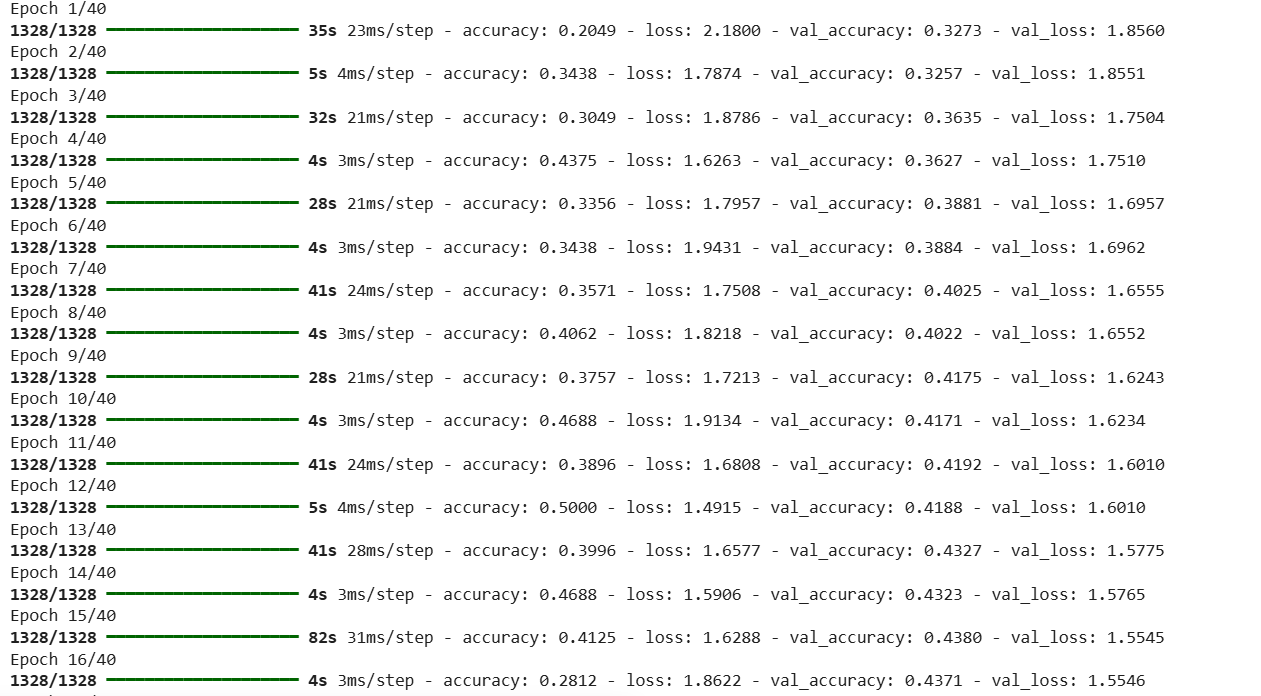 Epoch 1/40
1328/1328 ━━━━━━━━━━━━━━━━━━━━ 35s 23ms/step - accuracy: 0.2049 - loss: 2.1800 - val_accuracy: 0.3273 - val_loss: 1.8560
Epoch 2/40
1328/1328 ━━━━━━━━━━━━━━━━━━━━ 5s 4ms/step - accuracy: 0.3438 - loss: 1.7874 - val_accuracy: 0.3257 - val_loss: 1.8551
Epoch 3/40
1328/1328 ━━━━━━━━━━━━━━━━━━━━ 32s 21ms/step - accuracy: 0.3049 - loss: 1.8786 - val_accuracy: 0.3635 - val_loss: 1.7504
Epoch 4/40
1328/1328 ━━━━━━━━━━━━━━━━━━━━ 4s 3ms/step - accuracy: 0.4375 - loss: 1.6263 - val_accuracy: 0.3627 - val_loss: 1.7510
Epoch 5/40
1328/1328 ━━━━━━━━━━━━━━━━━━━━ 28s 21ms/step - accuracy: 0.3356 - loss: 1.7957 - val_accuracy: 0.3881 - val_loss: 1.6957
Epoch 6/40
1328/1328 ━━━━━━━━━━━━━━━━━━━━ 4s 3ms/step - accuracy: 0.3438 - loss: 1.9431 - val_accuracy: 0.3884 - val_loss: 1.6962
Epoch 7/40
1328/1328 ━━━━━━━━━━━━━━━━━━━━ 41s 24ms/step - accuracy: 0.3571 - loss: 1.7508 - val_accuracy: 0.4025 - val_loss: 1.6555
Epoch 8/40
1328/1328 ━━━━━━━━━━━━━━━━━━━━ 4s 3ms/step - accuracy: 0.4062 - loss: 1.8218 - val_accuracy: 0.4022 - val_loss: 1.6552
Epoch 9/40
1328/1328 ━━━━━━━━━━━━━━━━━━━━ 28s 21ms/step - accuracy: 0.3757 - loss: 1.7213 - val_accuracy: 0.4175 - val_loss: 1.6243
Epoch 10/40
1328/1328 ━━━━━━━━━━━━━━━━━━━━ 4s 3ms/step - accuracy: 0.4688 - loss: 1.9134 - val_accuracy: 0.4171 - val_loss: 1.6234
Epoch 11/40
1328/1328 ━━━━━━━━━━━━━━━━━━━━ 41s 24ms/step - accuracy: 0.3896 - loss: 1.6808 - val_accuracy: 0.4192 - val_loss: 1.6010
Epoch 12/40
1328/1328 ━━━━━━━━━━━━━━━━━━━━ 5s 4ms/step - accuracy: 0.5000 - loss: 1.4915 - val_accuracy: 0.4188 - val_loss: 1.6010
Epoch 13/40
1328/1328 ━━━━━━━━━━━━━━━━━━━━ 41s 28ms/step - accuracy: 0.3996 - loss: 1.6577 - val_accuracy: 0.4327 - val_loss: 1.5775
Epoch 14/40
1328/1328 ━━━━━━━━━━━━━━━━━━━━ 4s 3ms/step - accuracy: 0.4688 - loss: 1.5906 - val_accuracy: 0.4323 - val_loss: 1.5765
Epoch 15/40
1328/1328 ━━━━━━━━━━━━━━━━━━━━ 82s 31ms/step - accuracy: 0.4125 - loss: 1.6288 - val_accuracy: 0.4380 - val_loss: 1.5545
Epoch 16/40
1328/1328 ━━━━━━━━━━━━━━━━━━━━ 4s 3ms/step - accuracy: 0.2812 - loss: 1.8622 - val_accuracy: 0.4371 - val_loss: 1.5546